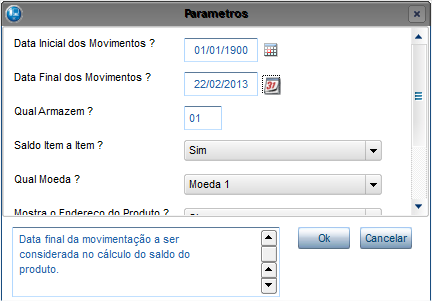 Parametros
Data Inicial dos Movimentos ? 01/01/1900
Data Final dos Movimentos ? 22/02/2013
Qual Armazem ? 01
Saldo Item a Item ? Sim
Qual Moeda ? Moeda 1
Mostra o Endereço do Produto ?
Data final da movimentação a ser
considerada no cálculo do saldo do
produto.
Ok Cancelar